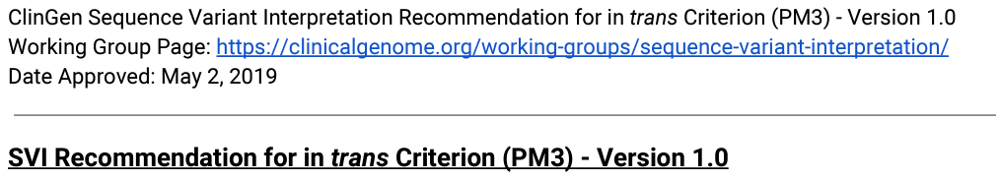 ClinGen Sequence Variant Interpretation Recommendation for in trans Criterion (PM3) - Version 1.0
Working Group Page: https://clinicalgenome.org/working-groups/sequence-variant-interpretation/
Date Approved: May 2, 2019
SVI Recommendation for in trans Criterion (PM3) - Version 1.0